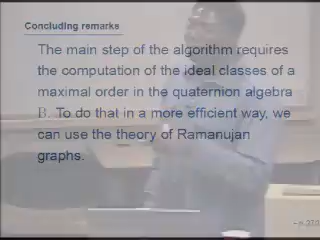 Concluding remarks
The main step of the algorithm requires
the computation of the ideal classes of a
maximal order in the quaternion algebra
B. To do that in a more efficient way, we
can use the theory of Ramanujan
graphs.